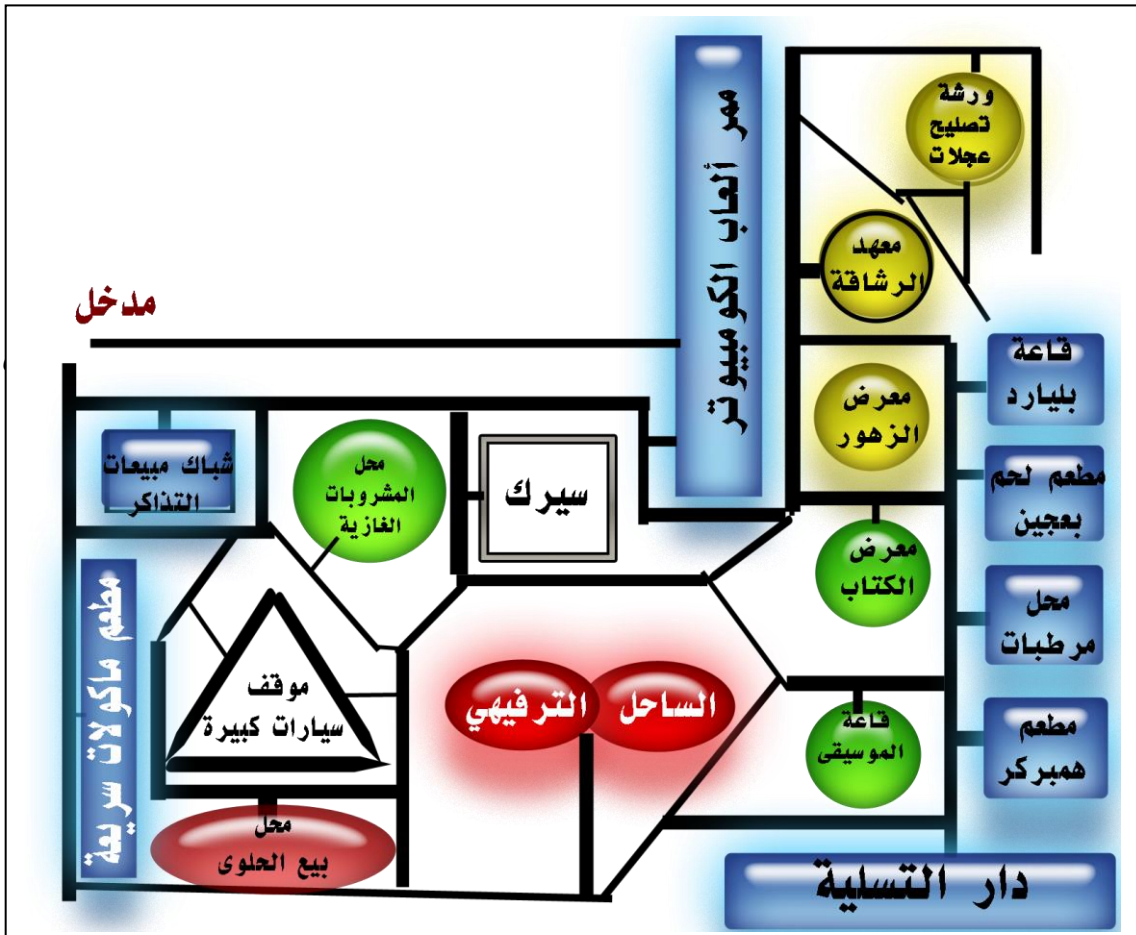 ورشة
تصليح
عجلات
ممر ألعاب الكومبيوتر
معهد
الرشاقة
مدخل
قاعة
بليارد
معرض
الزهور
شباك مبيعات
التذاكر
محل
المشروبات
الغازية
سيرك
مطعم لحم
بعجين
معرض
الكتاب
محل
مرطبات
مطعم ماكولات سريعة
موقف
سيارات كبيرة
الساحل
الترفيهي
قاعة
الموسيقى
مطعم
همبركر
محل
بيع الحلوى
دار التسلية